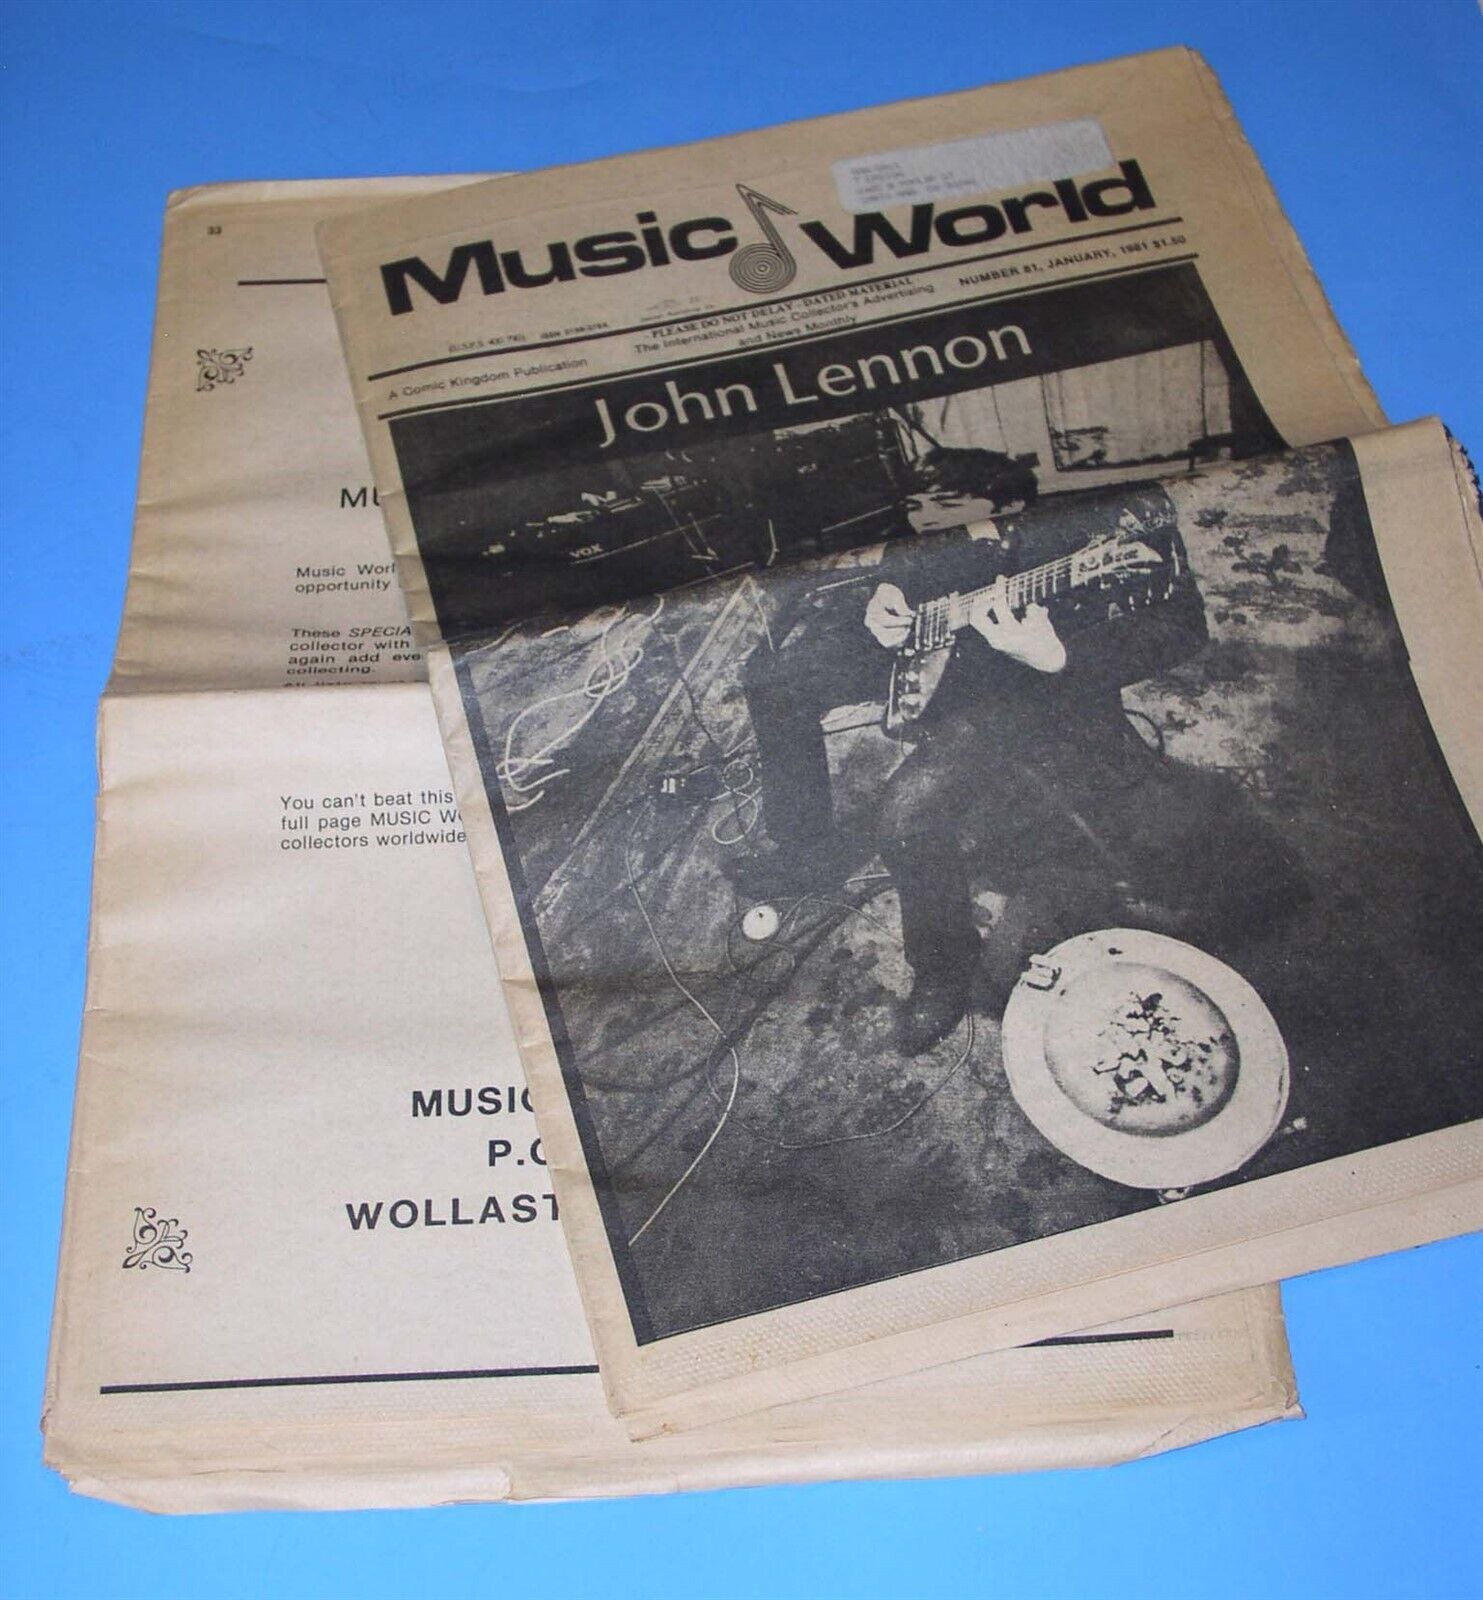 33
MU
Music Worl
opportunity
These SPECIA
collector with
again add eve
collecting.
You can't beat this
full page MUSIC Wo
collectors worldwide
MUSIC
P.O
WOLLAST
Music World
NUMBER 81, JANUARY, 1981 $1.50
PLEASE DO NOT DELAY - DATED MATERIAL
The International Music Collector's Advertising
and News Monthly
A Comic Kingdom Publication
John Lennon
VOX